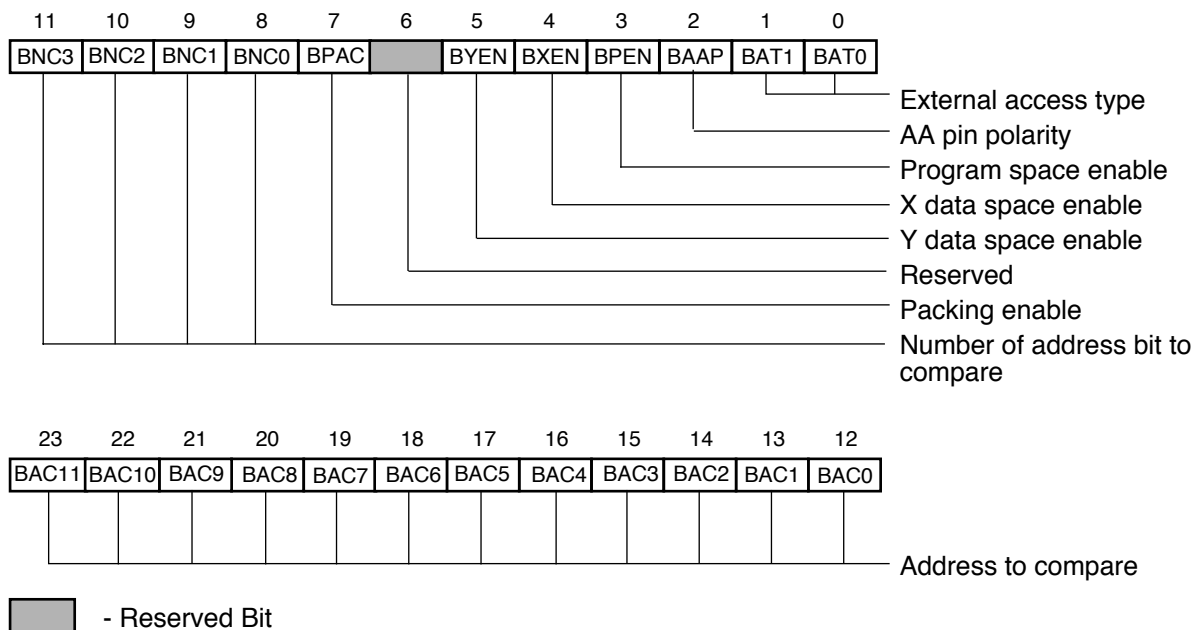 11 10 9 8 7 6 5 4 3 2 1 0
BNC3 BNC2 BNC1 BNC0 BPAC BYEN BXEN BPEN BAAP BAT1 BAT0
External access type
AA pin polarity
Program space enable
X data space enable
Y data space enable
Reserved
Packing enable
Number of address bit to
compare
23 22 21 20 19 18 17 16 15 14 13 12
BAC11 BAC10 BAC9 BAC8 BAC7 BAC6 BAC5 BAC4 BAC3 BAC2 BAC1 BAC0
Address to compare
- Reserved Bit